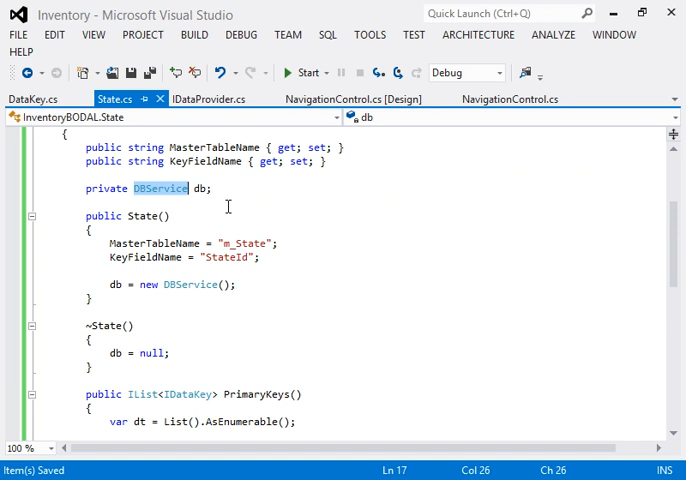 Inventory - Microsoft Visual Studio
Quick Launch (Ctrl+Q)
FILE EDIT VIEW PROJECT BUILD DEBUG TEAM SQL TOOLS TEST ARCHITECTURE ANALYZE WINDOW
HELP
Start Debug
DataKey.cs State.cs IDataProvider.cs NavigationControl.cs [Design] NavigationControl.cs
InventoryBODAL.State db
{
public string MasterTableName { get; set; }
public string KeyFieldName { get; set; }
private DBService db;
public State()
{
MasterTableName = "m_State";
KeyFieldName = "StateId";
db = new DBService();
}
~State()
{
db = null;
}
public IList<IDataKey> PrimaryKeys()
{
var dt = List().AsEnumerable();
100 %
Item(s) Saved Ln 17 Col 26 Ch 26 INS